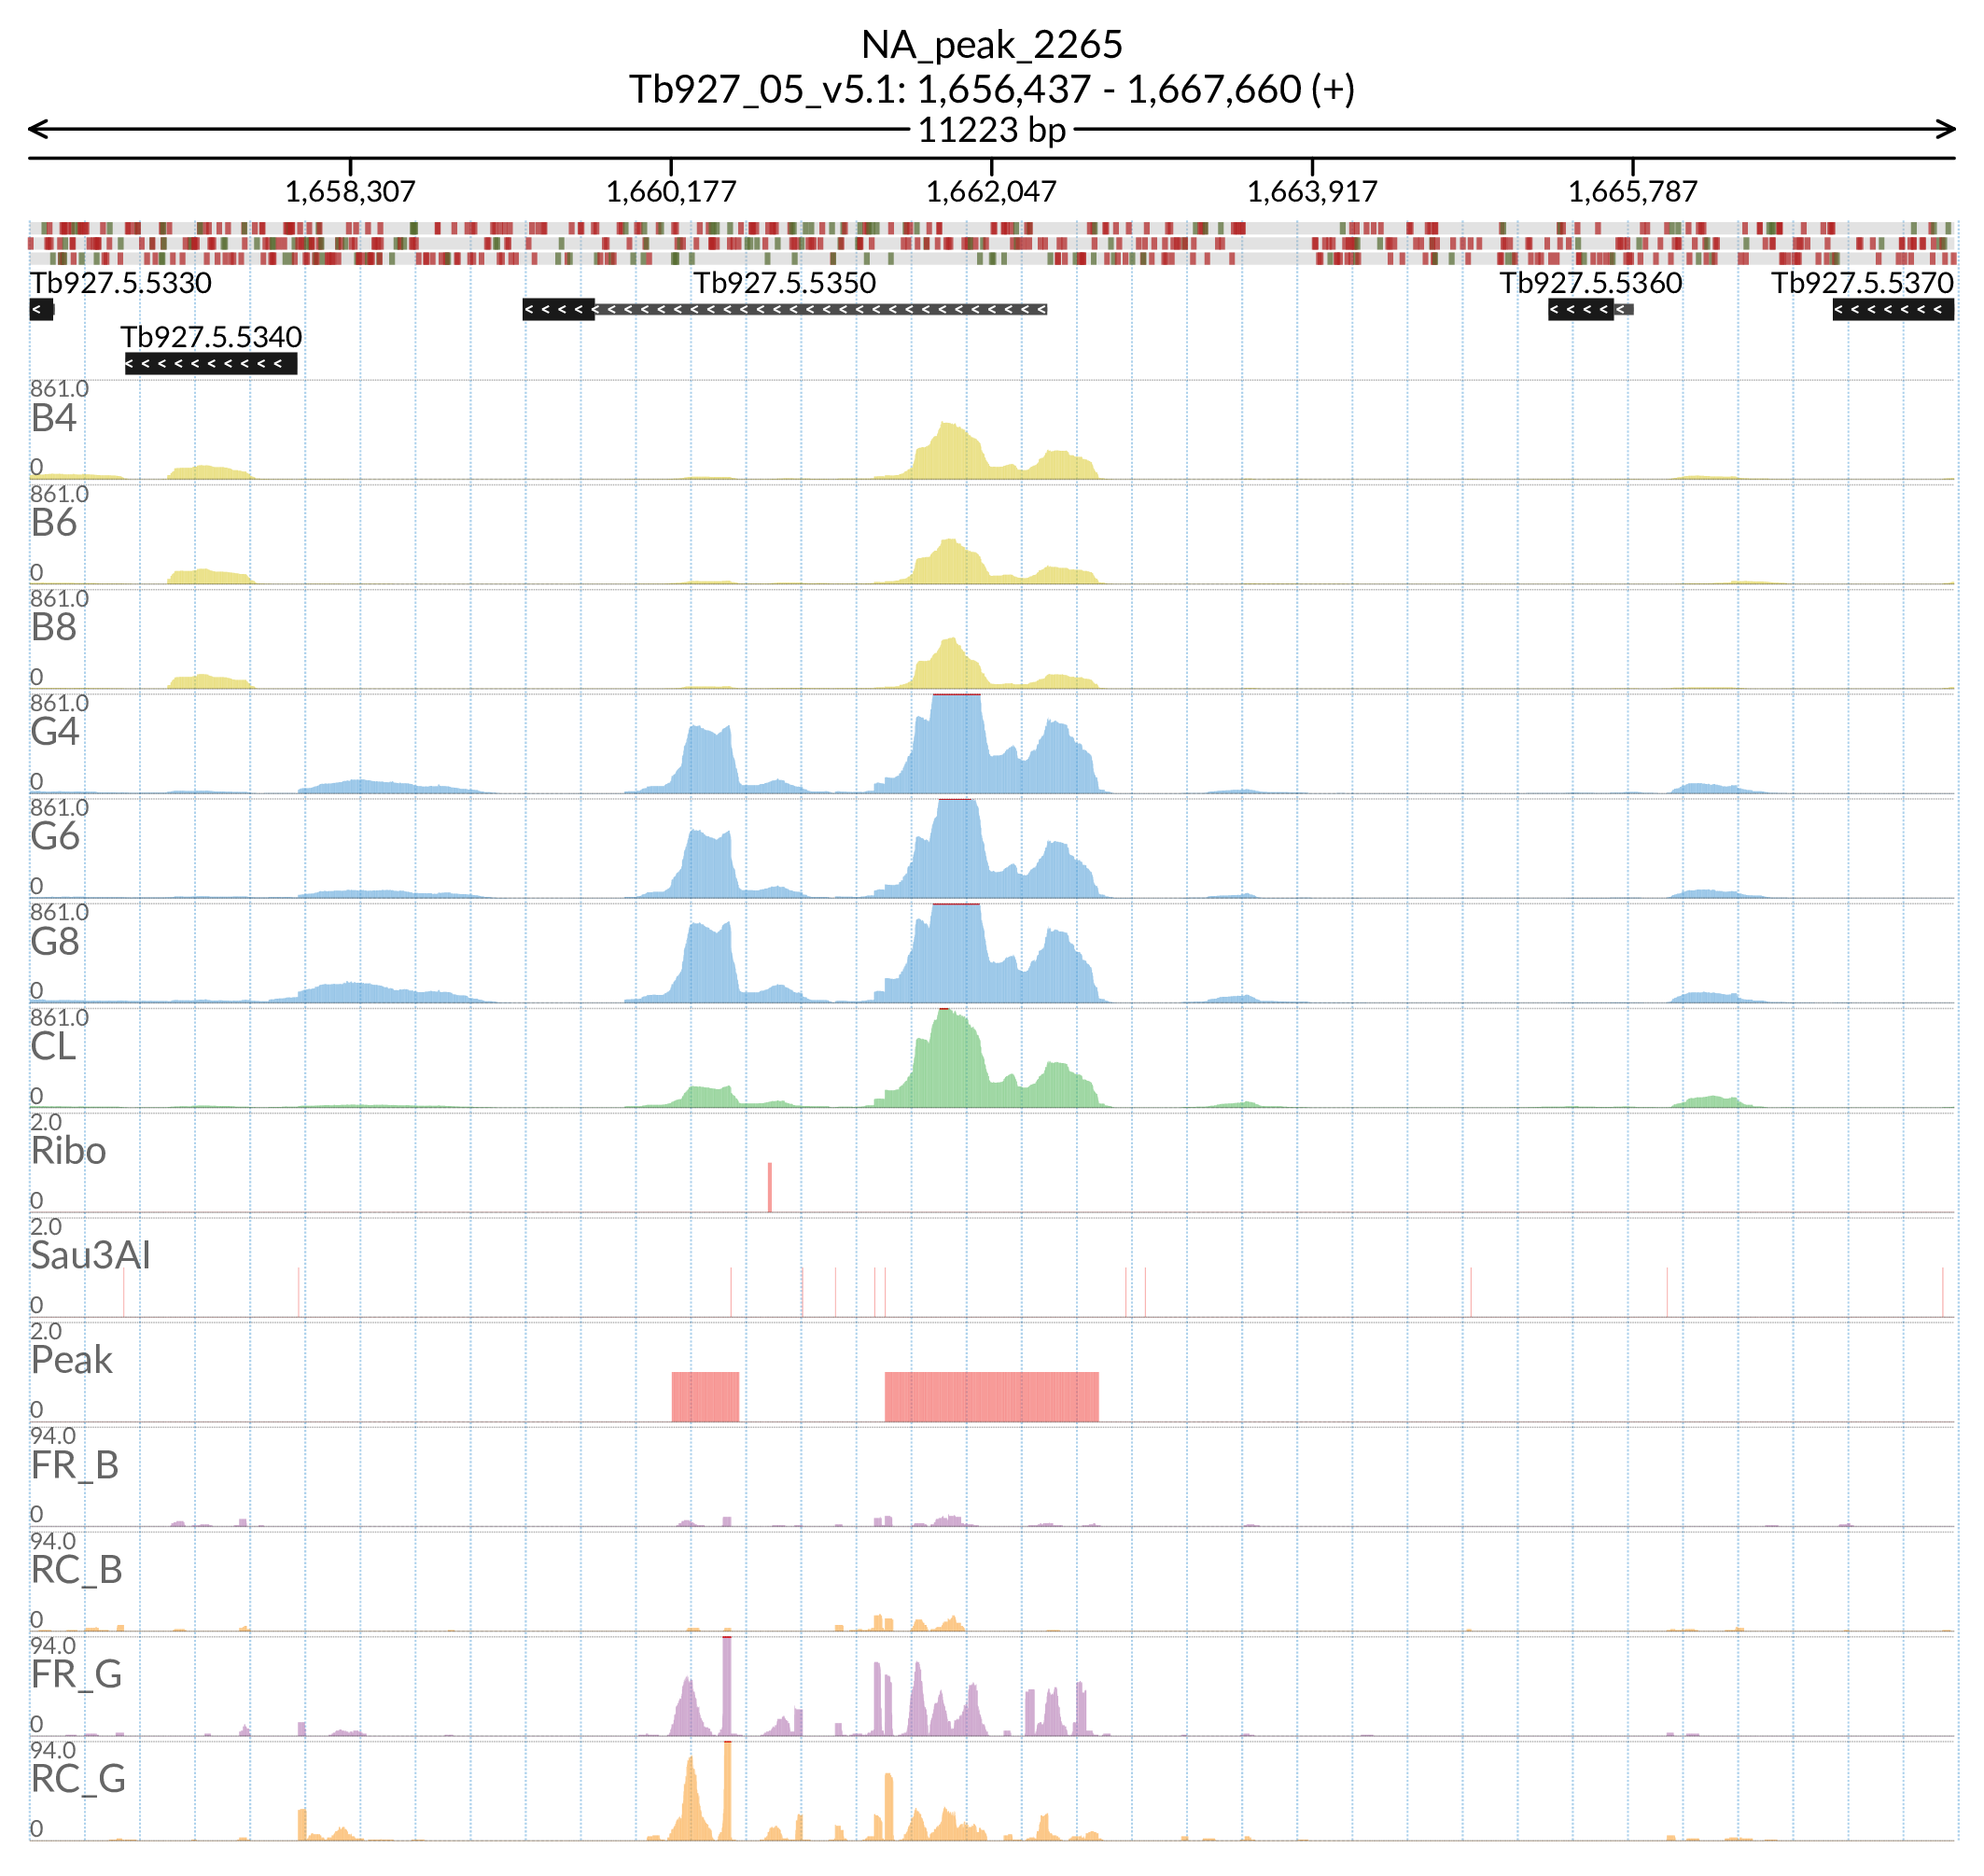 NA_peak_2265
Tb927_05_v5.1: 1,656,437 - 1,667,660 (+)
11223 bp
1,658,307 1,660,177 1,662,047 1,663,917 1,665,787
Tb927.5.5330 Tb927.5.5350 Tb927.5.5360 Tb927.5.5370
Tb927.5.5340
861.0
B4
0
861.0
B6
0
861.0
B8
0
861.0
G4
0
861.0
G6
0
861.0
G8
0
861.0
CL
0
2.0
Ribo
0
2.0
Sau3AI
0
2.0
Peak
0
94.0
FR_B
0
94.0
RC_B
0
94.0
FR_G
0
94.0
RC_G
0